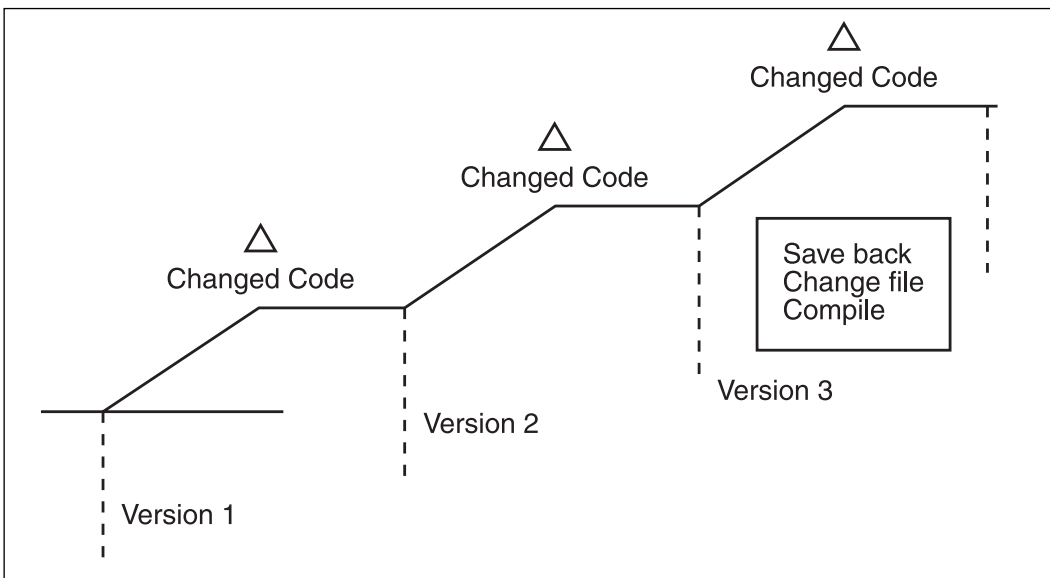 Changed Code
Changed Code
Changed Code
Save back
Change file
Compile
Version 3
Version 2
Version 1